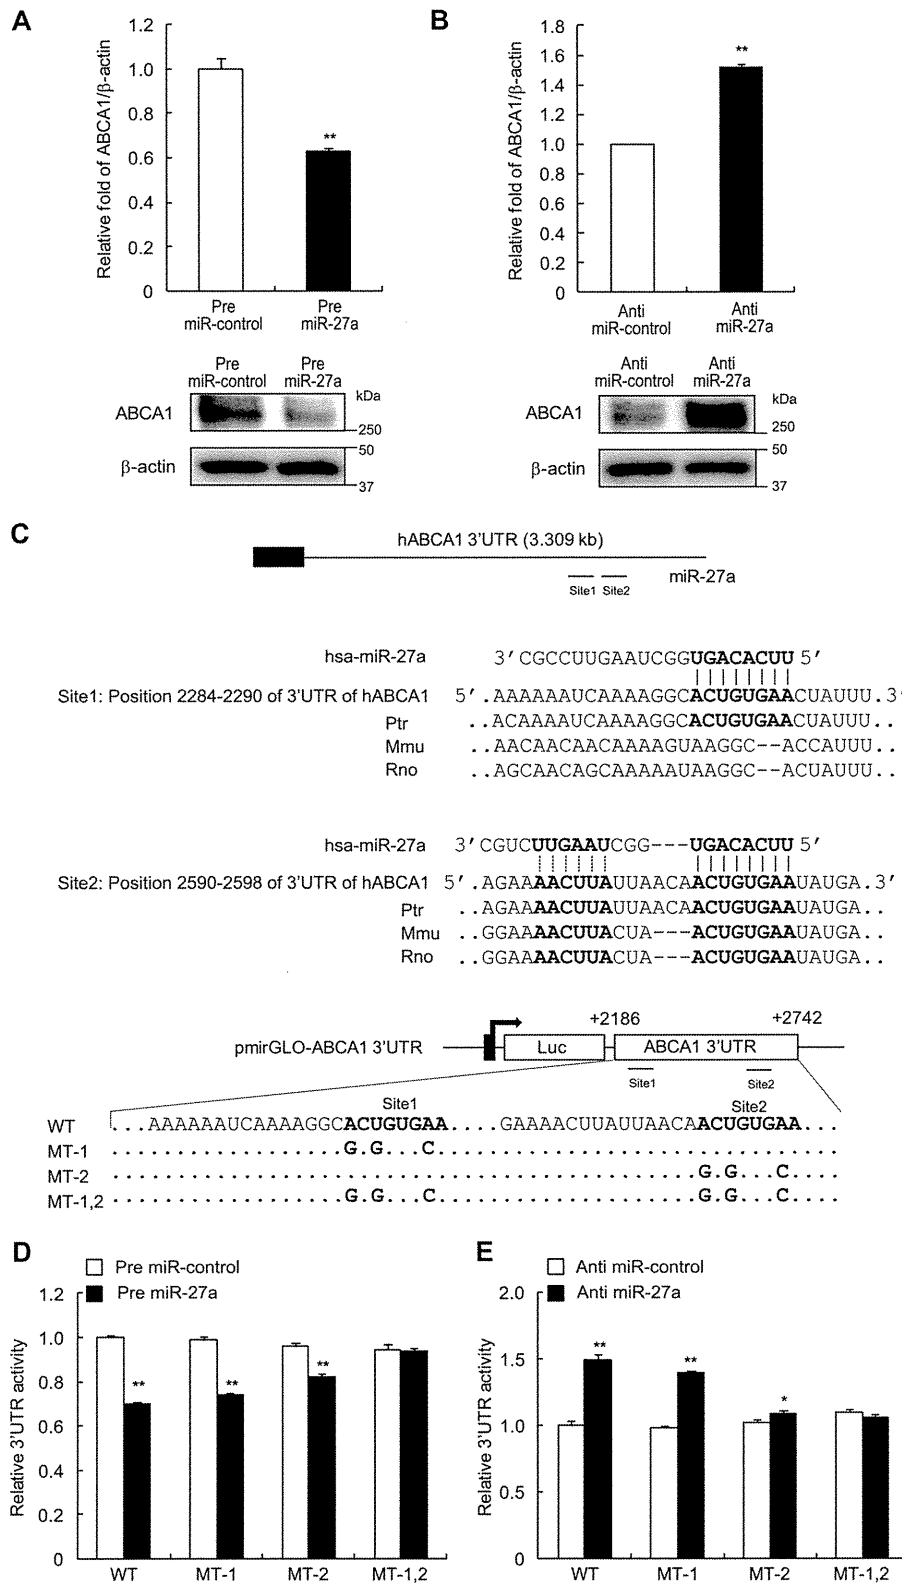 A
Relative fold of ABCA1/β-actin
1.2
1.0
0.8
0.6
0.4
0.2
0
**
Pre miR-control
Pre miR-27a
Pre miR-control
Pre miR-27a
kDa
ABCA1
250
50
β-actin
37
B
Relative fold of ABCA1/β-actin
1.8
1.6
1.4
1.2
1.0
0.8
0.6
0.4
0.2
0
**
Anti miR-control
Anti miR-27a
Anti miR-control
Anti miR-27a
kDa
ABCA1
250
50
β-actin
37
C
hABCA1 3'UTR (3.309 kb)
miR-27a
Site1 Site2
hsa-miR-27a 3'CGCCUUGAAUCGGUGACACUU 5'
Site1: Position 2284-2290 of 3'UTR of hABCA1 5'.AAAAAAUCAAAAGGCACUGUGAACUAUUU.3'
Ptr ..ACAAAAUCAAAAGGCACUGUGAACUAUUU..
Mmu ..AACAACAACAAAAGUAAGGC--ACCAUUU..
Rno ..AGCAACAGCAAAAAUAAGGC--ACUAUUU..
hsa-miR-27a 3'CGUCUUGAAUCGG---UGACACUU 5'
Site2: Position 2590-2598 of 3'UTR of hABCA1 5'.AGAAAACUUAUUAACAACUGUGAAUAUGA.3'
Ptr ..AGAAAACUUAUUAACAACUGUGAAUAUGA..
Mmu ..GGAAAACUUACUA---ACUGUGAAUAUGA..
Rno ..GGAAAACUUACUA---ACUGUGAAUAUGA..
+2186 +2742
pmirGLO-ABCA1 3'UTR Luc ABCA1 3'UTR
Site1 Site2
Site1 Site2
WT ...AAAAAAUCAAAAGGCACUGUGAA....GAAAACUUAUUAACAACUGUGAA....
MT-1 G.G...C
MT-2 G.G...C
MT-1,2 G.G...C G.G...C
D
Pre miR-control
Pre miR-27a
Relative 3'UTR activity
1.2
1.0
0.8
0.6
0.4
0.2
0
** ** **
WT MT-1 MT-2 MT-1,2
E
Anti miR-control
Anti miR-27a
Relative 3'UTR activity
2.0
1.5
1.0
0.5
0
** ** *
WT MT-1 MT-2 MT-1,2